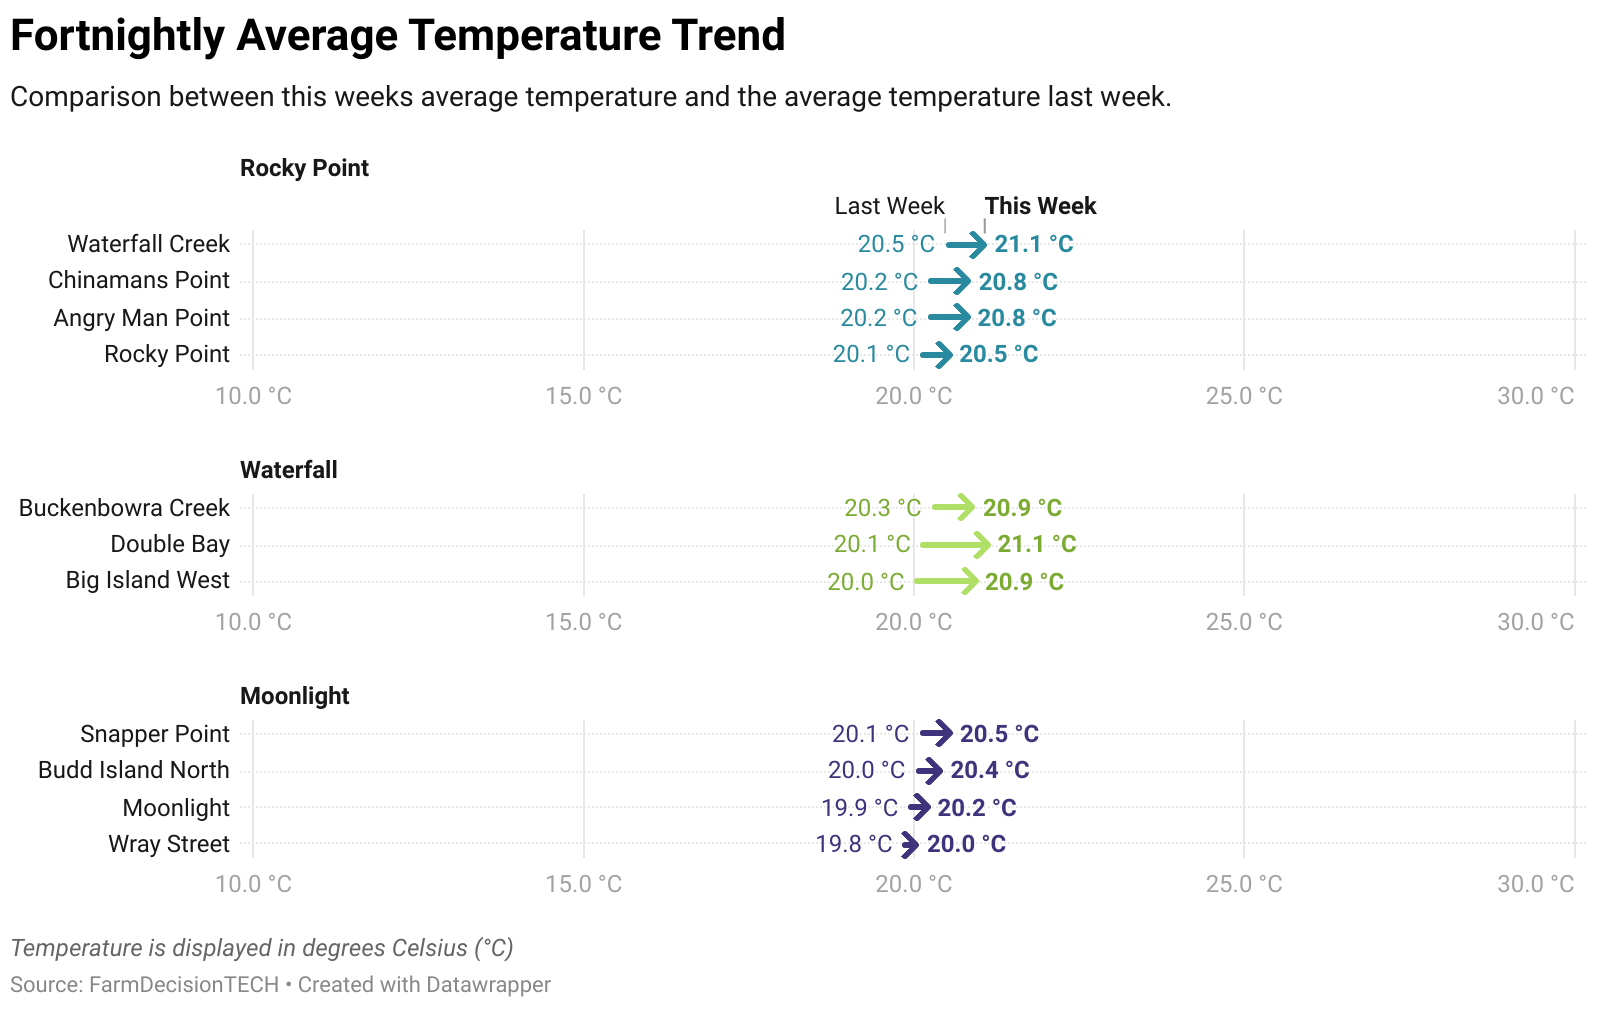 Fortnightly Average Temperature Trend
Comparison between this weeks average temperature and the average temperature last week.
Rocky Point
Last Week This Week
Waterfall Creek 20.5 °C 21.1 °C
Chinamans Point 20.2 °C 20.8 °C
Angry Man Point 20.2 °C 20.8 °C
Rocky Point 20.1 °C 20.5 °C
10.0 °C 15.0 °C 20.0 °C 25.0 °C 30.0 °C
Waterfall
Buckenbowra Creek 20.3 °C 20.9 °C
Double Bay 20.1 °C 21.1 °C
Big Island West 20.0 °C 20.9 °C
10.0 °C 15.0 °C 20.0 °C 25.0 °C 30.0 °C
Moonlight
Snapper Point 20.1 °C 20.5 °C
Budd Island North 20.0 °C 20.4 °C
Moonlight 19.9 °C 20.2 °C
Wray Street 19.8 °C 20.0 °C
10.0 °C 15.0 °C 20.0 °C 25.0 °C 30.0 °C
Temperature is displayed in degrees Celsius (°C)
Source: FarmDecisionTECH • Created with Datawrapper